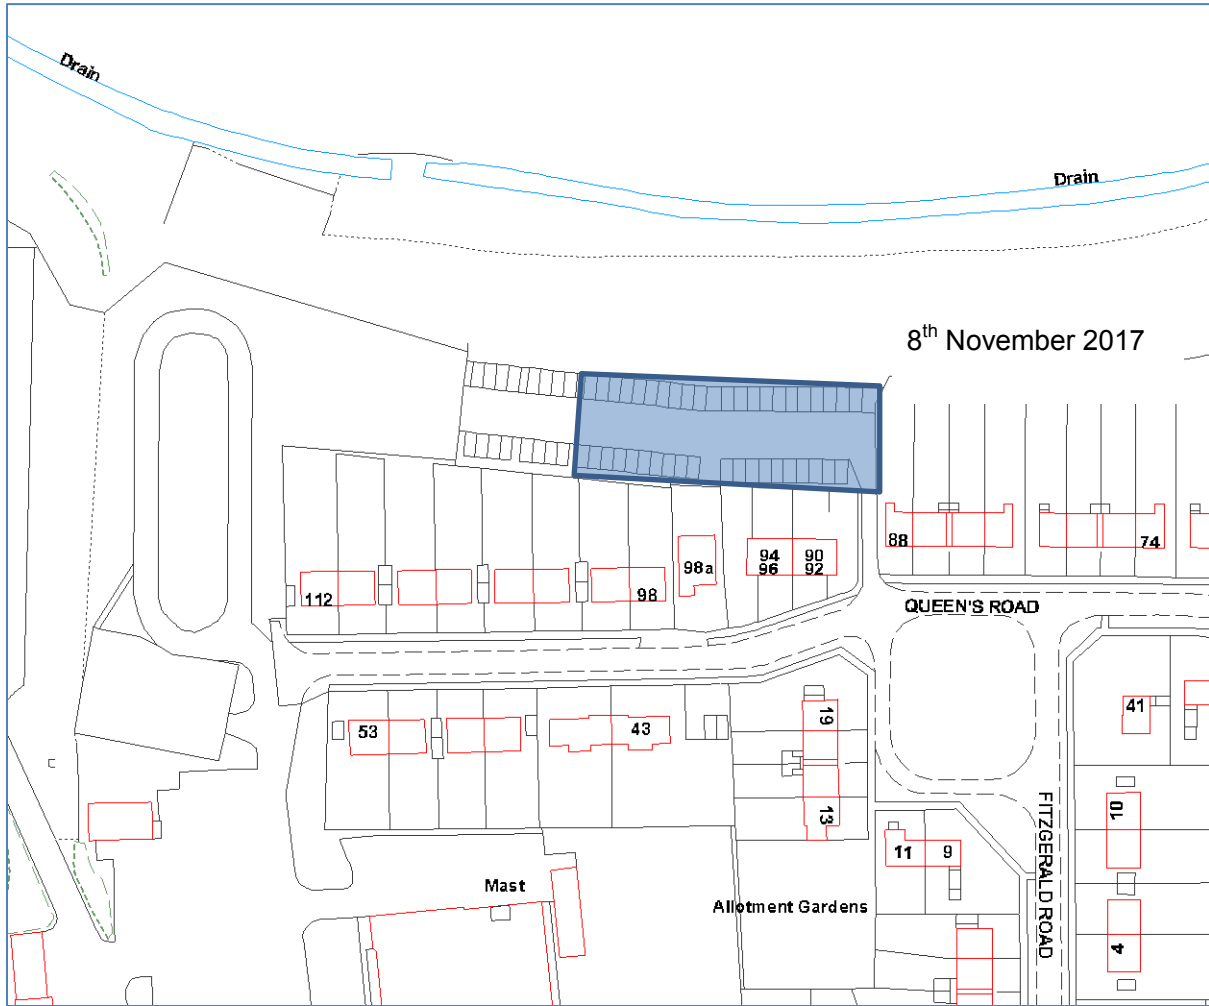 Drain
Drain
8th November 2017
88
74
94
96
90
92
98a
98
112
QUEEN'S ROAD
53
43
19
13
41
10
FITZGERALD ROAD
11
9
4
Mast
Allotment Gardens